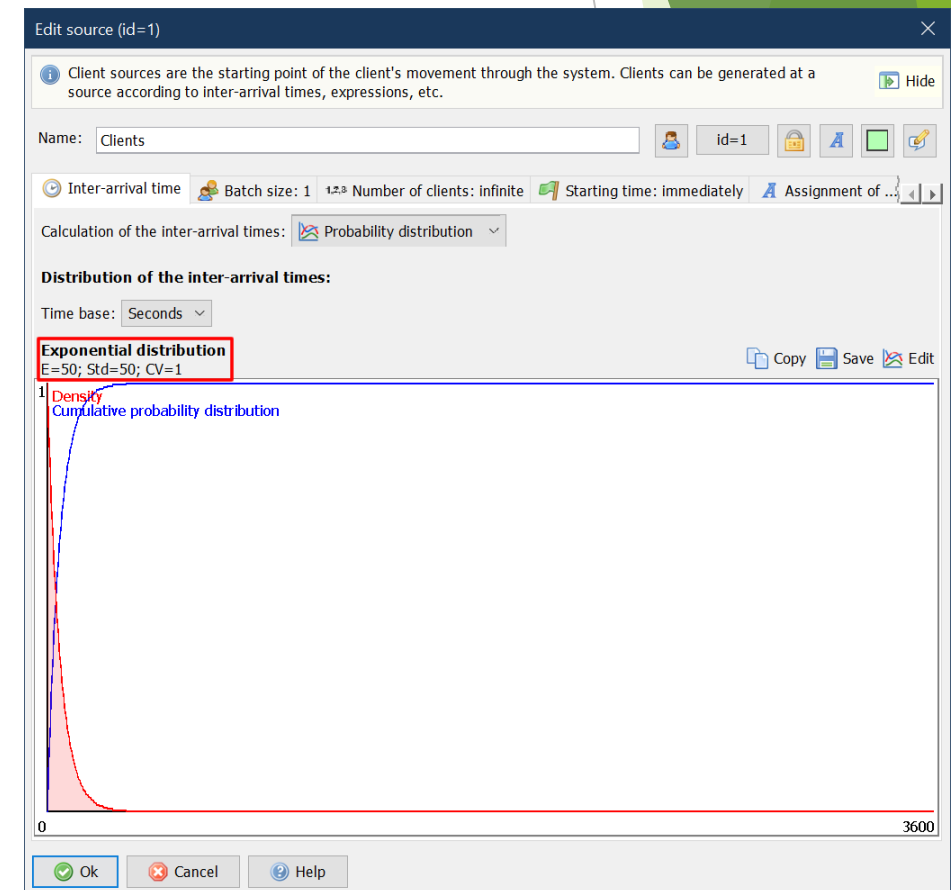 Edit source (id=1)
Client sources are the starting point of the client's movement through the system. Clients can be generated at a
source according to inter-arrival times, expressions, etc.
Hide
Name: Clients id=1
Inter-arrival time Batch size: 1 1,2,3 Number of clients: infinite Starting time: immediately Assignment of ...
Calculation of the inter-arrival times: Probability distribution
Distribution of the inter-arrival times:
Time base: Seconds
Exponential distribution
E=50; Std=50; CV=1
Copy Save Edit
1
Density
Cumulative probability distribution
0 3600
Ok Cancel Help